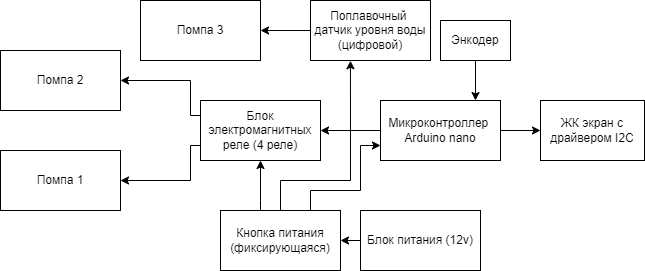 Помпа 3
Поплавочный
датчик уровня воды
(цифровой)
Энкодер
Помпа 2
Блок
электромагнитных
реле (4 реле)
Микроконтроллер
Arduino nano
ЖК экран с
драйвером I2C
Помпа 1
Кнопка питания
(фиксирующаяся)
Блок питания (12v)